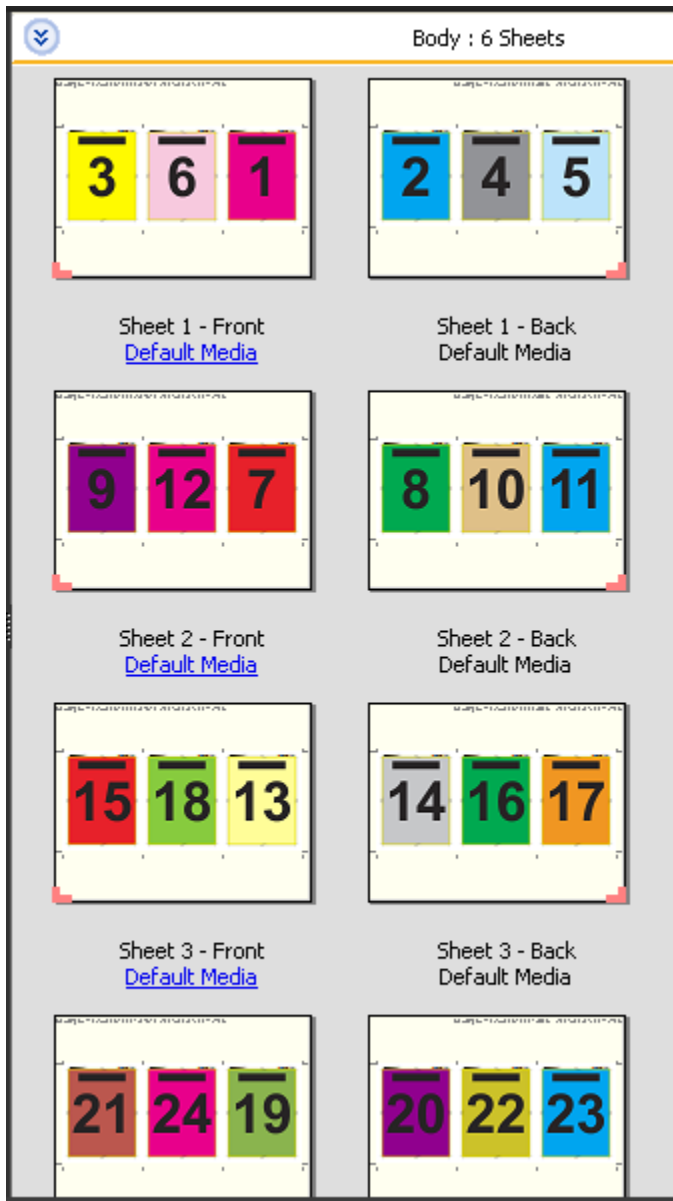 Body : 6 Sheets
3 6 1
2 4 5
Sheet 1 - Front
Default Media
Sheet 1 - Back
Default Media
9 12 7
8 10 11
Sheet 2 - Front
Default Media
Sheet 2 - Back
Default Media
15 18 13
14 16 17
Sheet 3 - Front
Default Media
Sheet 3 - Back
Default Media
21 24 19
20 22 23